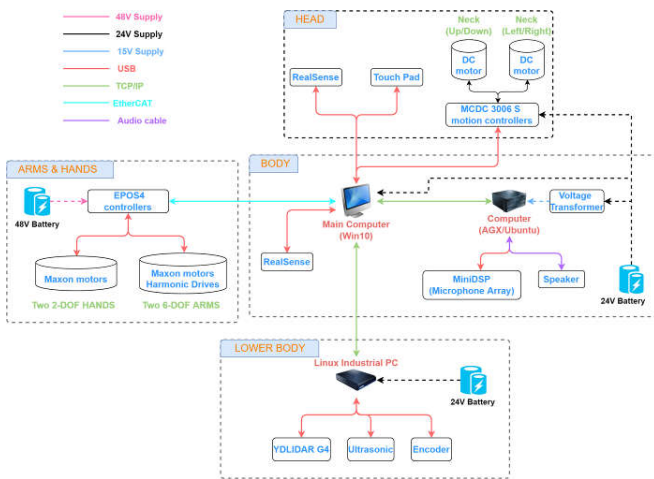 48V Supply
24V Supply
15V Supply
USB
TCP/IP
EtherCAT
Audio cable
HEAD
Neck
(Up/Down)
Neck
(Left/Right)
RealSense
Touch Pad
DC
motor
DC
motor
MCDC 3006 S
motion controllers
ARMS & HANDS
48V Battery
EPOS4
controllers
Maxon motors
Maxon motors
Harmonic Drives
Two 2-DOF HANDS
Two 6-DOF ARMS
BODY
Main Computer
(Win10)
Computer
(AGX/Ubuntu)
Voltage
Transformer
RealSense
MiniDSP
(Microphone Array)
Speaker
24V Battery
LOWER BODY
Linux Industrial PC
24V Battery
YDLIDAR G4
Ultrasonic
Encoder